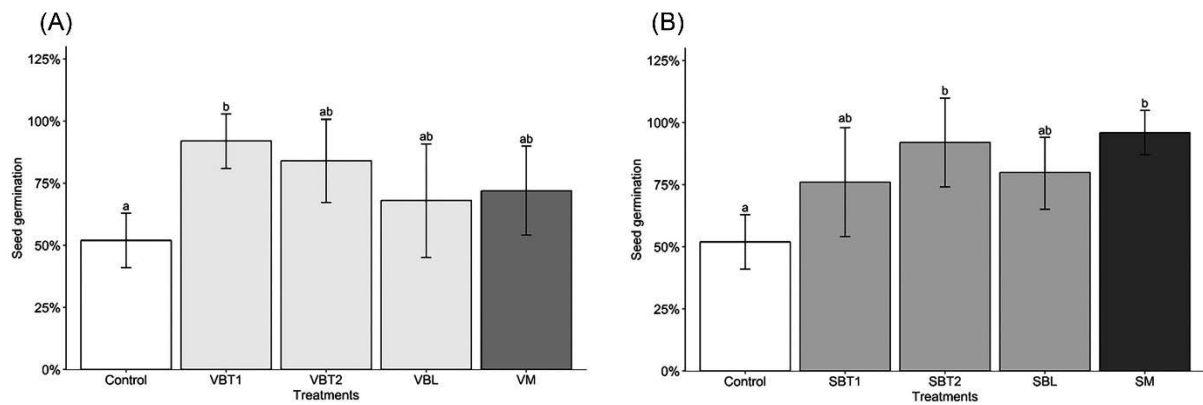 (A)
125%
100%
75%
50%
25%
0%
Seed germination
a
b
ab
ab
ab
Control VBT1 VBT2 VBL VM
Treatments
(B)
125%
100%
75%
50%
25%
0%
Seed germination
a
ab
b
ab
b
Control SBT1 SBT2 SBL SM
Treatments